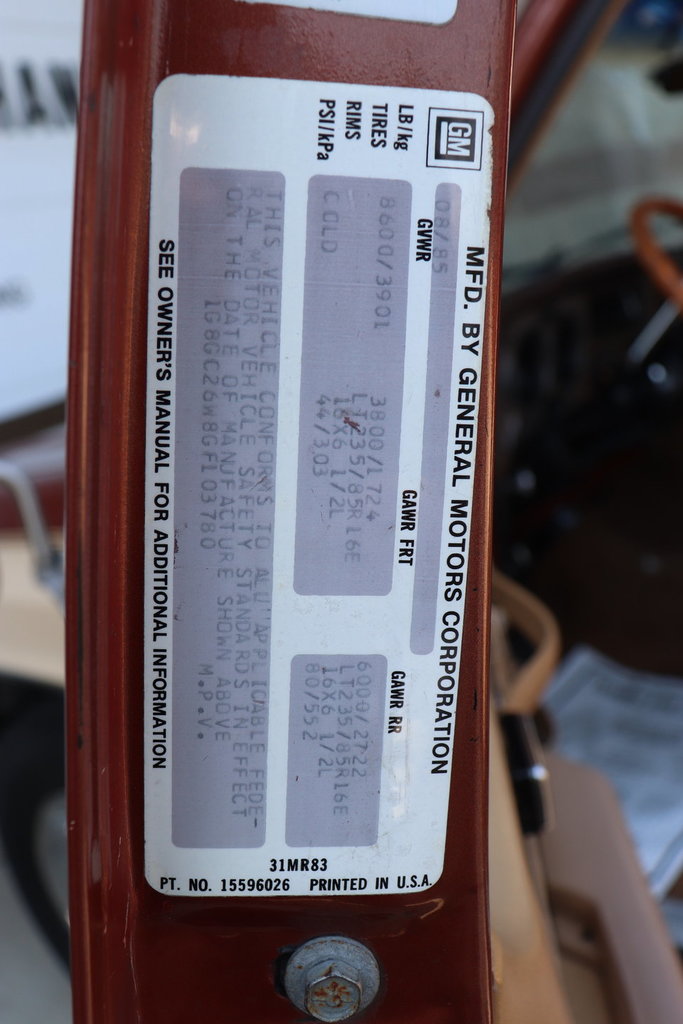 GM
MFD. BY GENERAL MOTORS CORPORATION
08/85
GVWR
GAWR FRT
GAWR RR
LB/kg
8600/3901
3800/1724
6000/2722
TIRES
LT235/85R16E
LT235/85R16E
RIMS
16X6 1/2L
16X6 1/2L
PSI/kPa
COLD
44/303
80/552
THIS VEHICLE CONFORMS TO ALL APPLICABLE FEDE-
RAL MOTOR VEHICLE SAFETY STANDARDS IN EFFECT
ON THE DATE OF MANUFACTURE SHOWN ABOVE
1G8GC26W8GF103780
M.P.V.
SEE OWNER'S MANUAL FOR ADDITIONAL INFORMATION
31MR83
PT. NO. 15596026 PRINTED IN U.S.A.